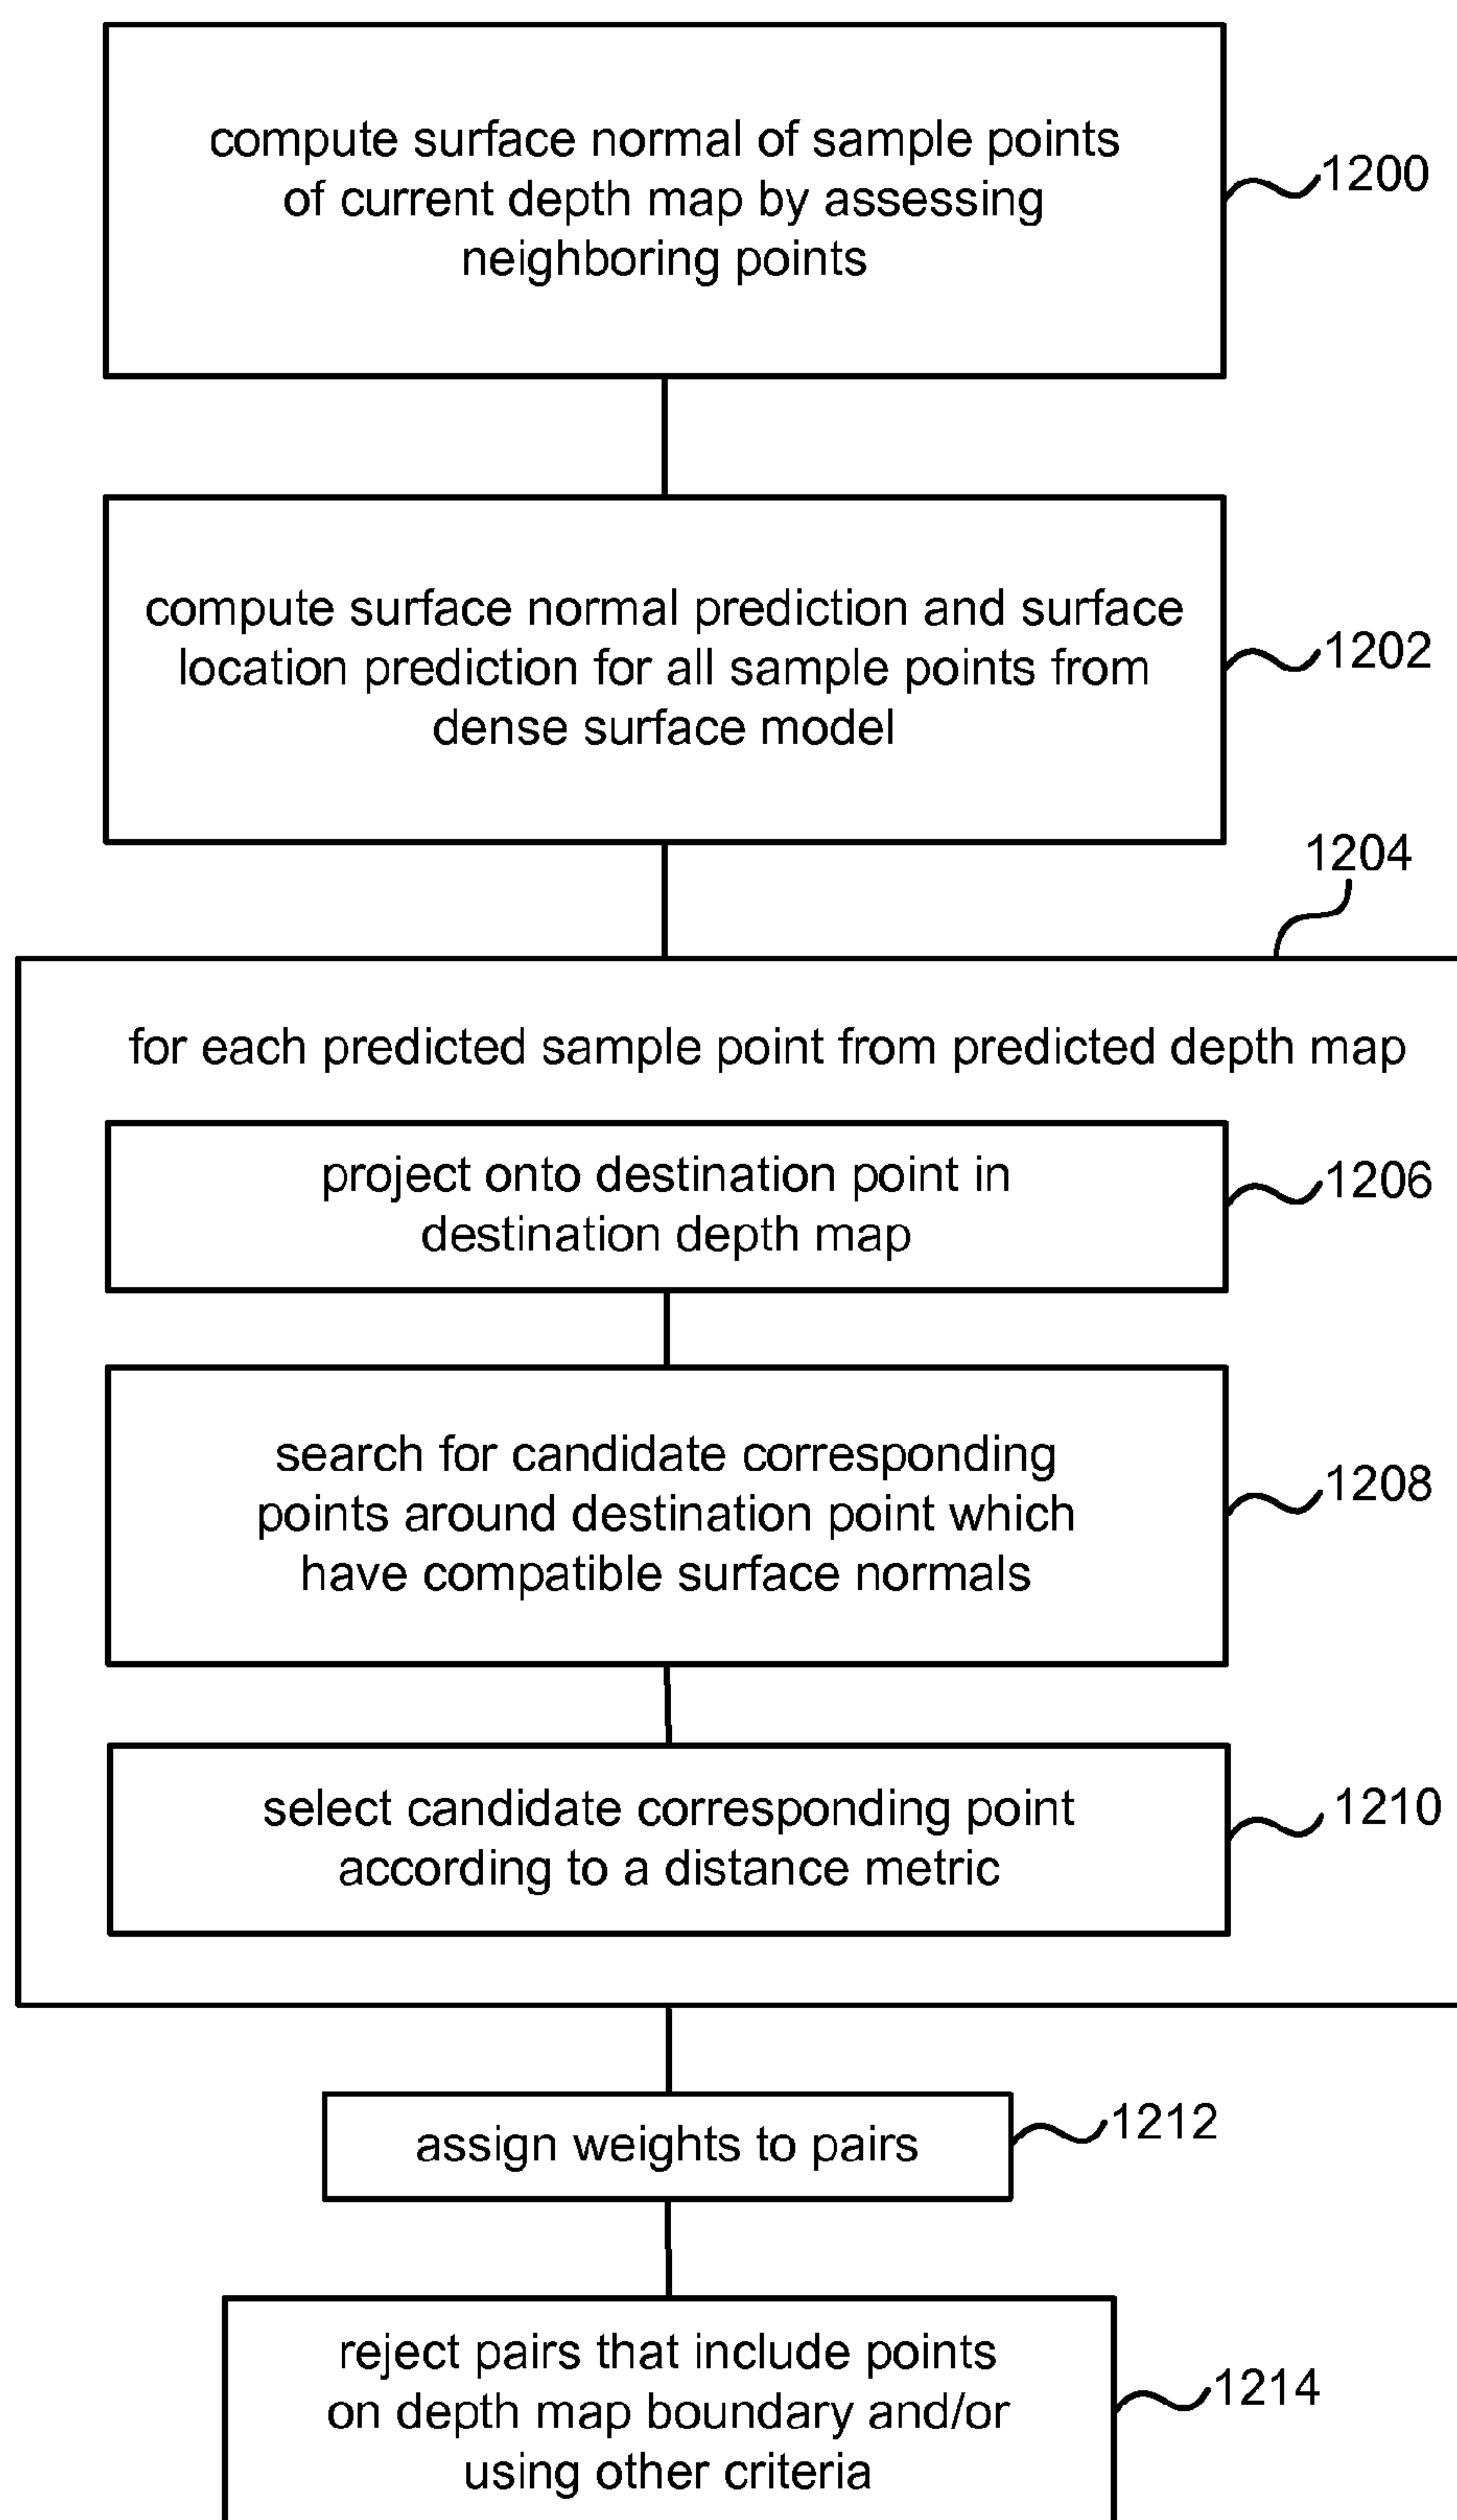 compute surface normal of sample points
of current depth map by assessing
neighboring points
1200
compute surface normal prediction and surface
location prediction for all sample points from
dense surface model
1202
1204
for each predicted sample point from predicted depth map
project onto destination point in
destination depth map
1206
search for candidate corresponding
points around destination point which
have compatible surface normals
1208
select candidate corresponding point
according to a distance metric
1210
assign weights to pairs
1212
reject pairs that include points
on depth map boundary and/or
using other criteria
1214